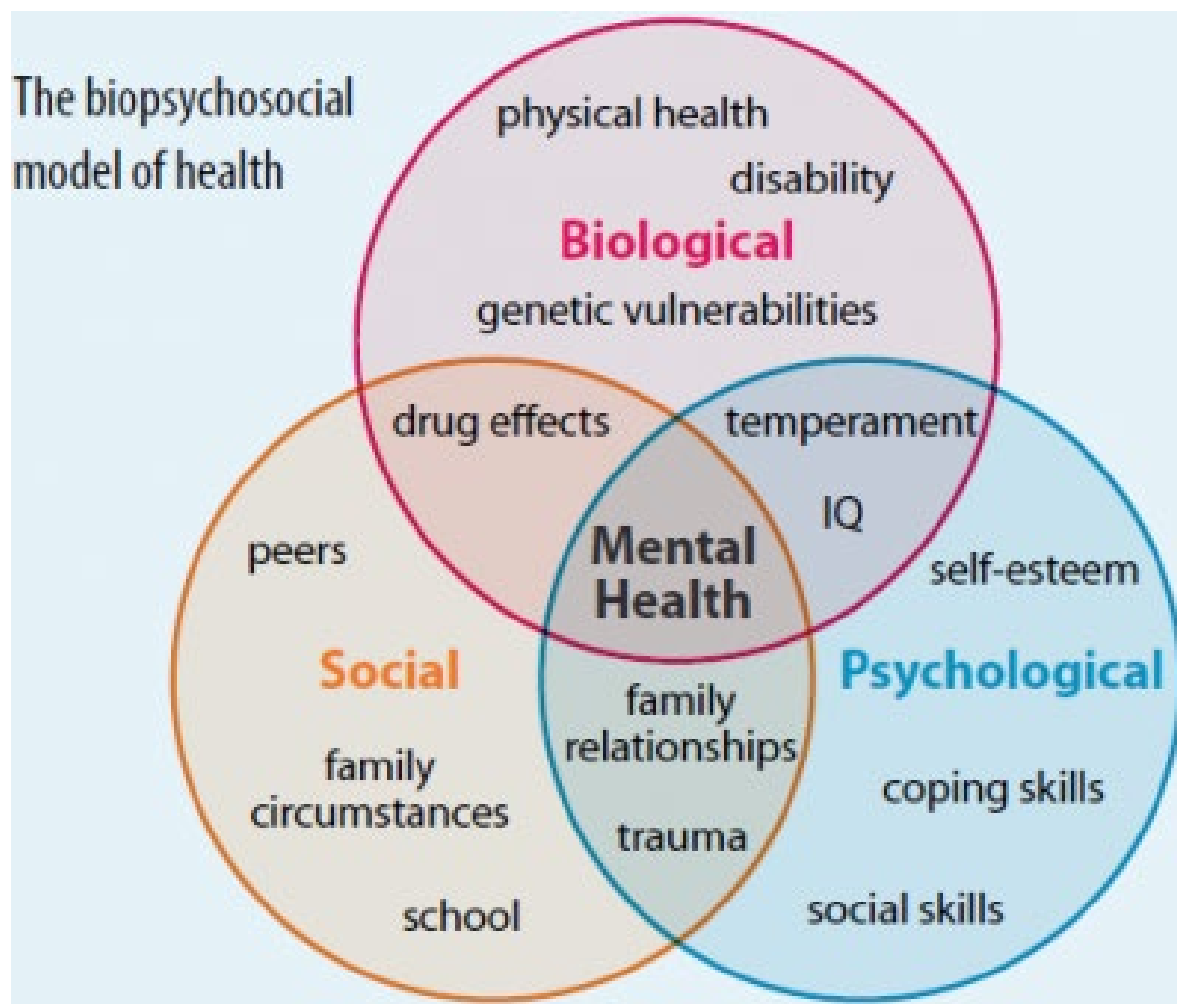 The biopsychosocial
model of health
physical health
disability
Biological
genetic vulnerabilities
drug effects
temperament
IQ
peers
Mental
Health
self-esteem
Social
Psychological
family
relationships
family
circumstances
coping skills
trauma
school
social skills